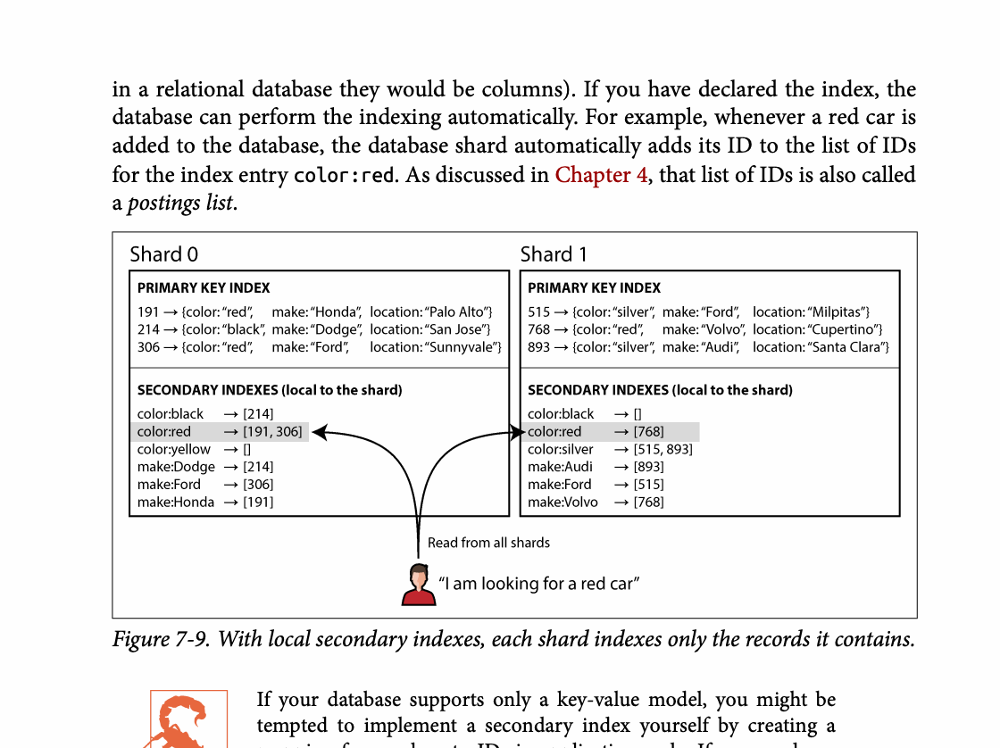 in a relational database they would be columns). If you have declared the index, the
database can perform the indexing automatically. For example, whenever a red car is
added to the database, the database shard automatically adds its ID to the list of IDs
for the index entry color:red. As discussed in Chapter 4, that list of IDs is also called
a postings list.
Shard 0
PRIMARY KEY INDEX
191 → {color: “red”, make: “Honda”, location: “Palo Alto”}
214 → {color: “black”, make: “Dodge”, location: “San Jose”}
306 → {color: “red”, make: “Ford”, location: “Sunnyvale”}
SECONDARY INDEXES (local to the shard)
color:black → [214]
color:red → [191, 306]
color:yellow → []
make:Dodge → [214]
make:Ford → [306]
make:Honda → [191]
Shard 1
PRIMARY KEY INDEX
515 → {color: “silver”, make: “Ford”, location: “Milpitas”}
768 → {color: “red”, make: “Volvo”, location: “Cupertino”}
893 → {color: “silver”, make: “Audi”, location: “Santa Clara”}
SECONDARY INDEXES (local to the shard)
color:black → []
color:red → [768]
color:silver → [515, 893]
make:Audi → [893]
make:Ford → [515]
make:Volvo → [768]
Read from all shards
“I am looking for a red car”
Figure 7-9. With local secondary indexes, each shard indexes only the records it contains.
If your database supports only a key-value model, you might be
tempted to implement a secondary index yourself by creating a